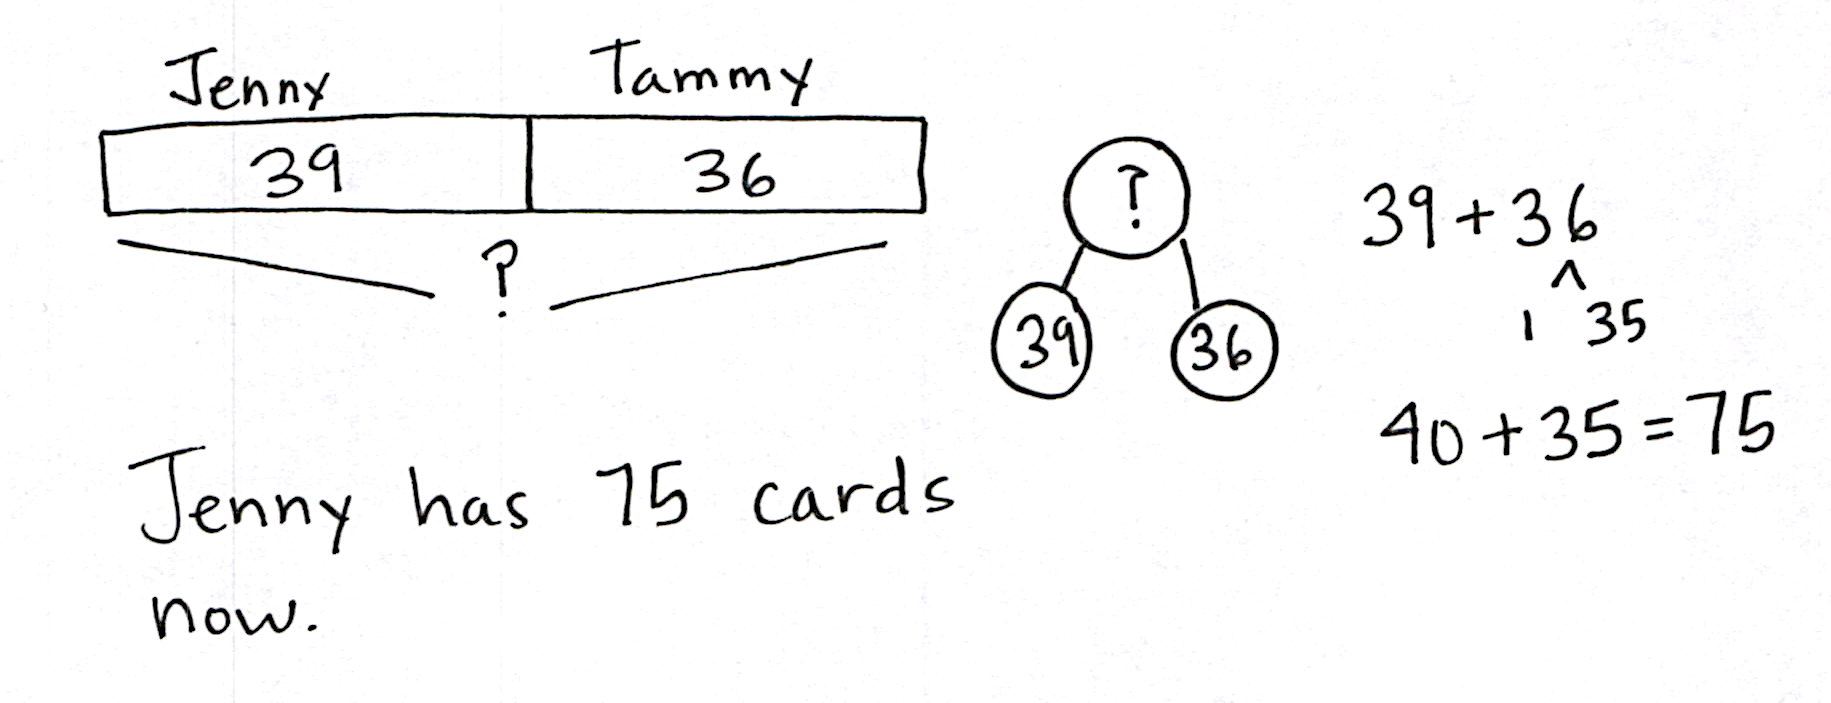 Jenny Tammy
39 36
?
?
39 36
39 + 36
^
1 35
40 + 35 = 75
Jenny has 75 cards
now.